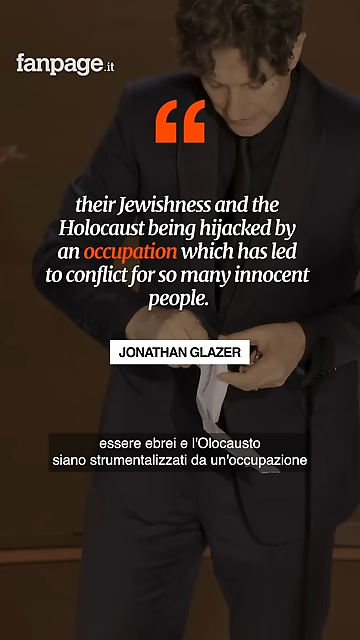 fanpage.it
“
their Jewishness and the
Holocaust being hijacked by
an occupation which has led
to conflict for so many innocent
people.
JONATHAN GLAZER
essere ebrei e l'Olocausto
siano strumentalizzati da un'occupazione